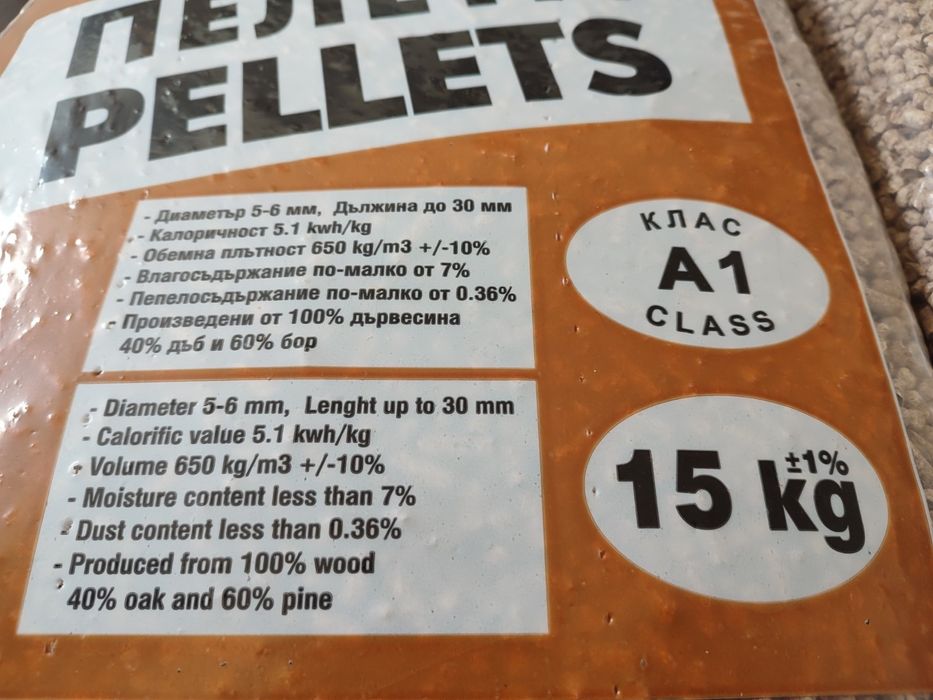 PELLETS
- Диаметър 5-6 мм, Дължина до 30 мм
- Калоричност 5.1 kwh/kg
- Обемна плътност 650 kg/m3 +/-10%
- Влагосъдържание по-малко от 7%
- Пепелосъдържание по-малко от 0.36%
- Произведени от 100% дървесина
40% дъб и 60% бор
КЛАС
A1
CLASS
- Diameter 5-6 mm, Lenght up to 30 mm
- Calorific value 5.1 kwh/kg
- Volume 650 kg/m3 +/-10%
- Moisture content less than 7%
- Dust content less than 0.36%
- Produced from 100% wood
40% oak and 60% pine
15 kg ±1%